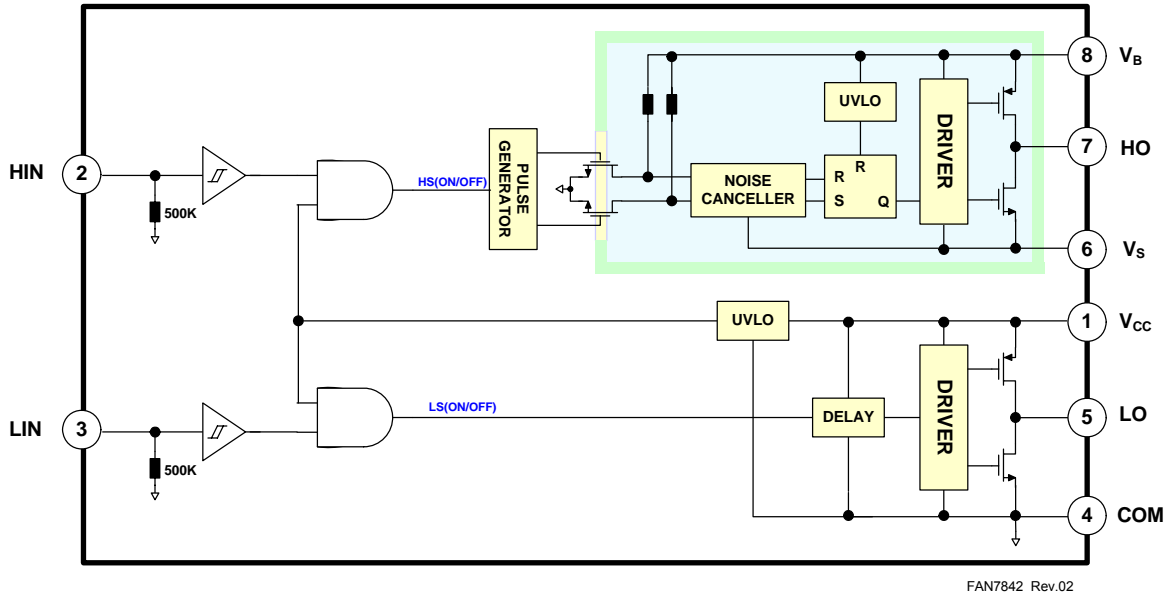 8
VB
UVLO
DRIVER
HIN
2
500K
HS(ON/OFF)
PULSE
GENERATOR
NOISE
CANCELLER
R
R
S
Q
7
HO
6
VS
UVLO
1
VCC
LIN
3
500K
LS(ON/OFF)
DELAY
DRIVER
5
LO
4
COM
FAN7842 Rev.02